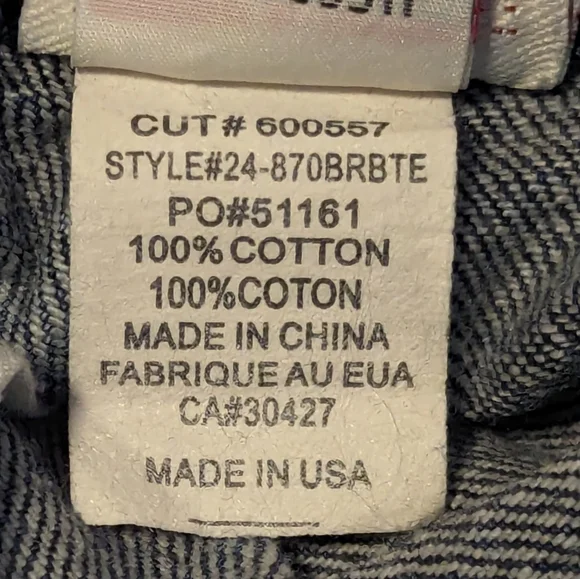 CUT# 600557
STYLE#24-870BRBTE
PO#51161
100% COTTON
100%COTON
MADE IN CHINA
FABRIQUE AU EUA
CA#30427
MADE IN USA